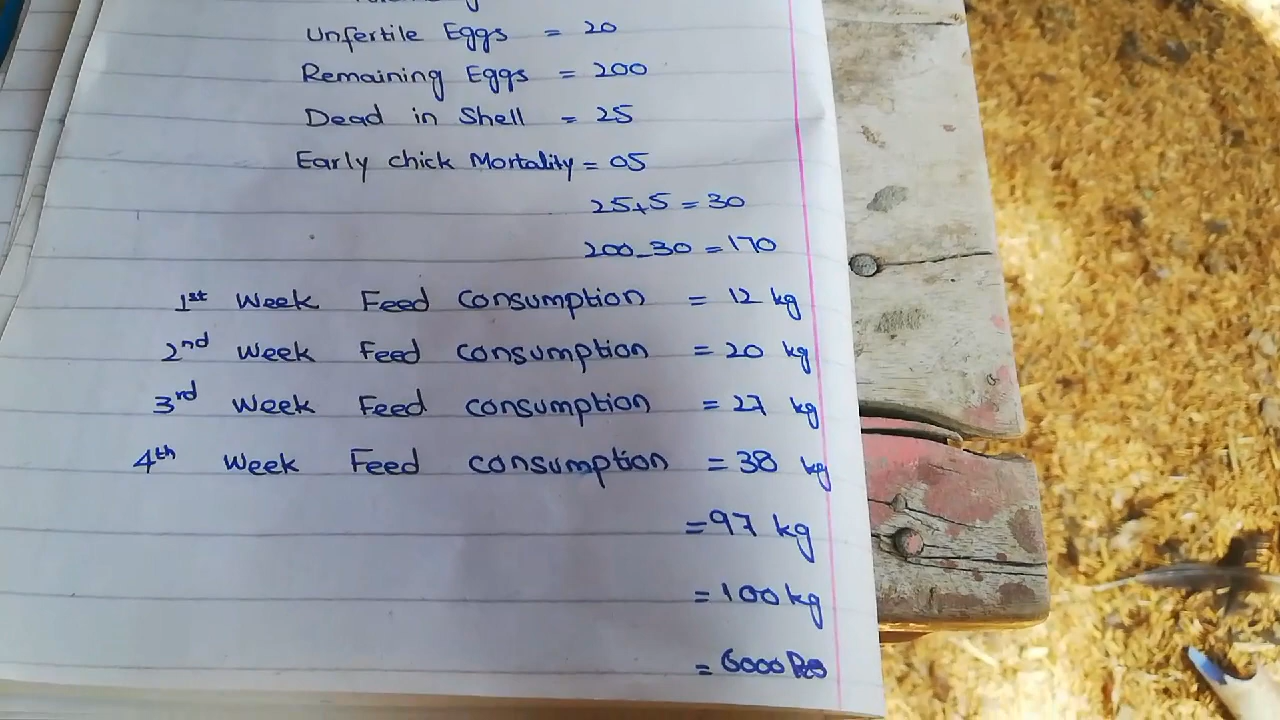 Unfertile Eggs = 20
Remaining Eggs = 200
Dead in Shell = 25
Early chick Mortality = 05
25+5 = 30
200-30 = 170
1st Week Feed Consumption = 12 kg
2nd Week Feed Consumption = 20 kg
3rd Week Feed Consumption = 27 kg
4th Week Feed Consumption = 38 kg
= 97 kg
= 100 kg
= 6000 Rs